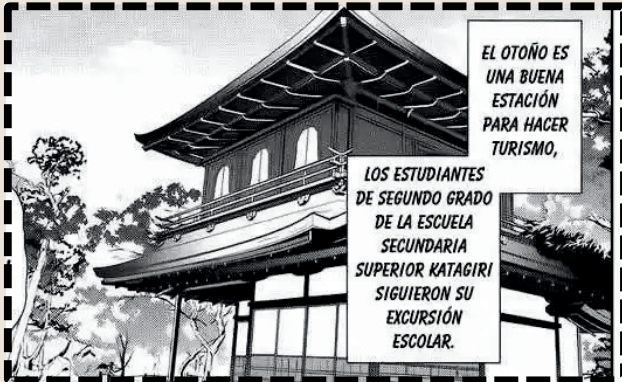 EL OTOÑO ES
UNA BUENA
ESTACIÓN
PARA HACER
TURISMO,
LOS ESTUDIANTES
DE SEGUNDO GRADO
DE LA ESCUELA
SECUNDARIA
SUPERIOR KATAGIRI
SIGUIERON SU
EXCURSIÓN
ESCOLAR.